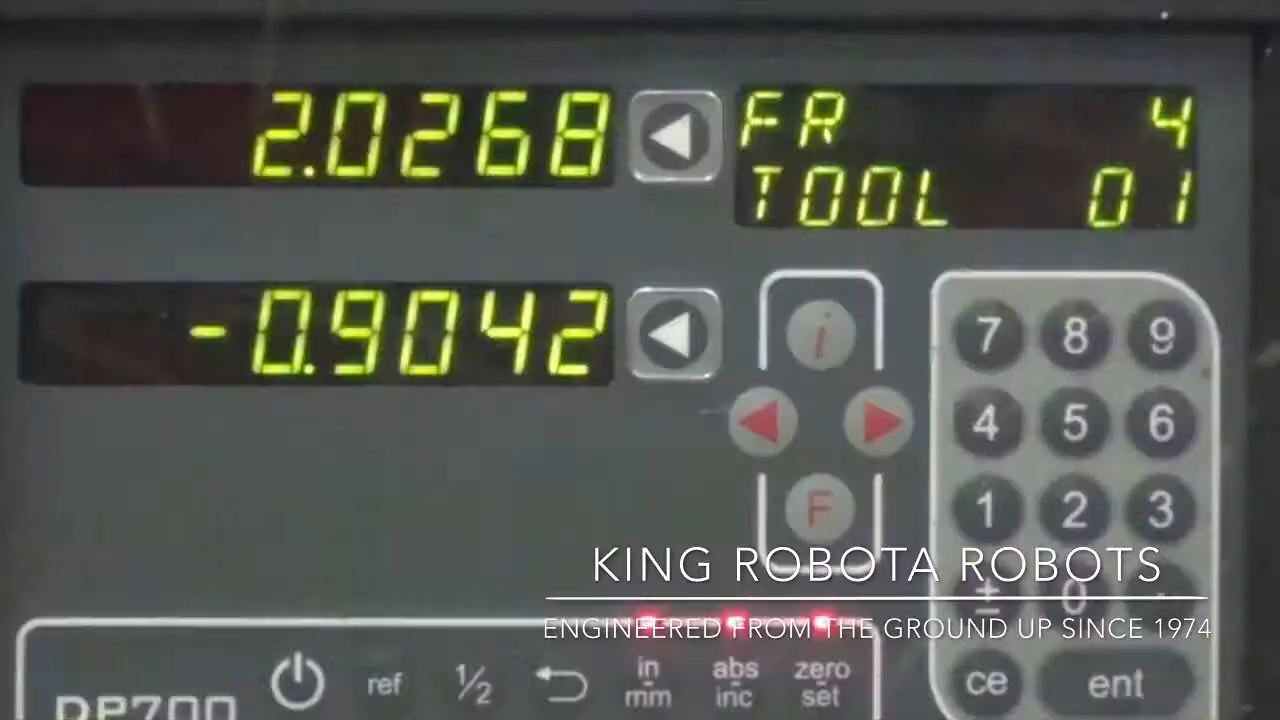 2.0268
FR 4
TOOL 01
-0.9042
i
7 8 9
4 5 6
F
1 2 3
KING ROBOTA ROBOTS
± 0 .
ENGINEERED FROM THE GROUND UP SINCE 1974
ref ½ in mm abs inc zero set
ce ent
DP700